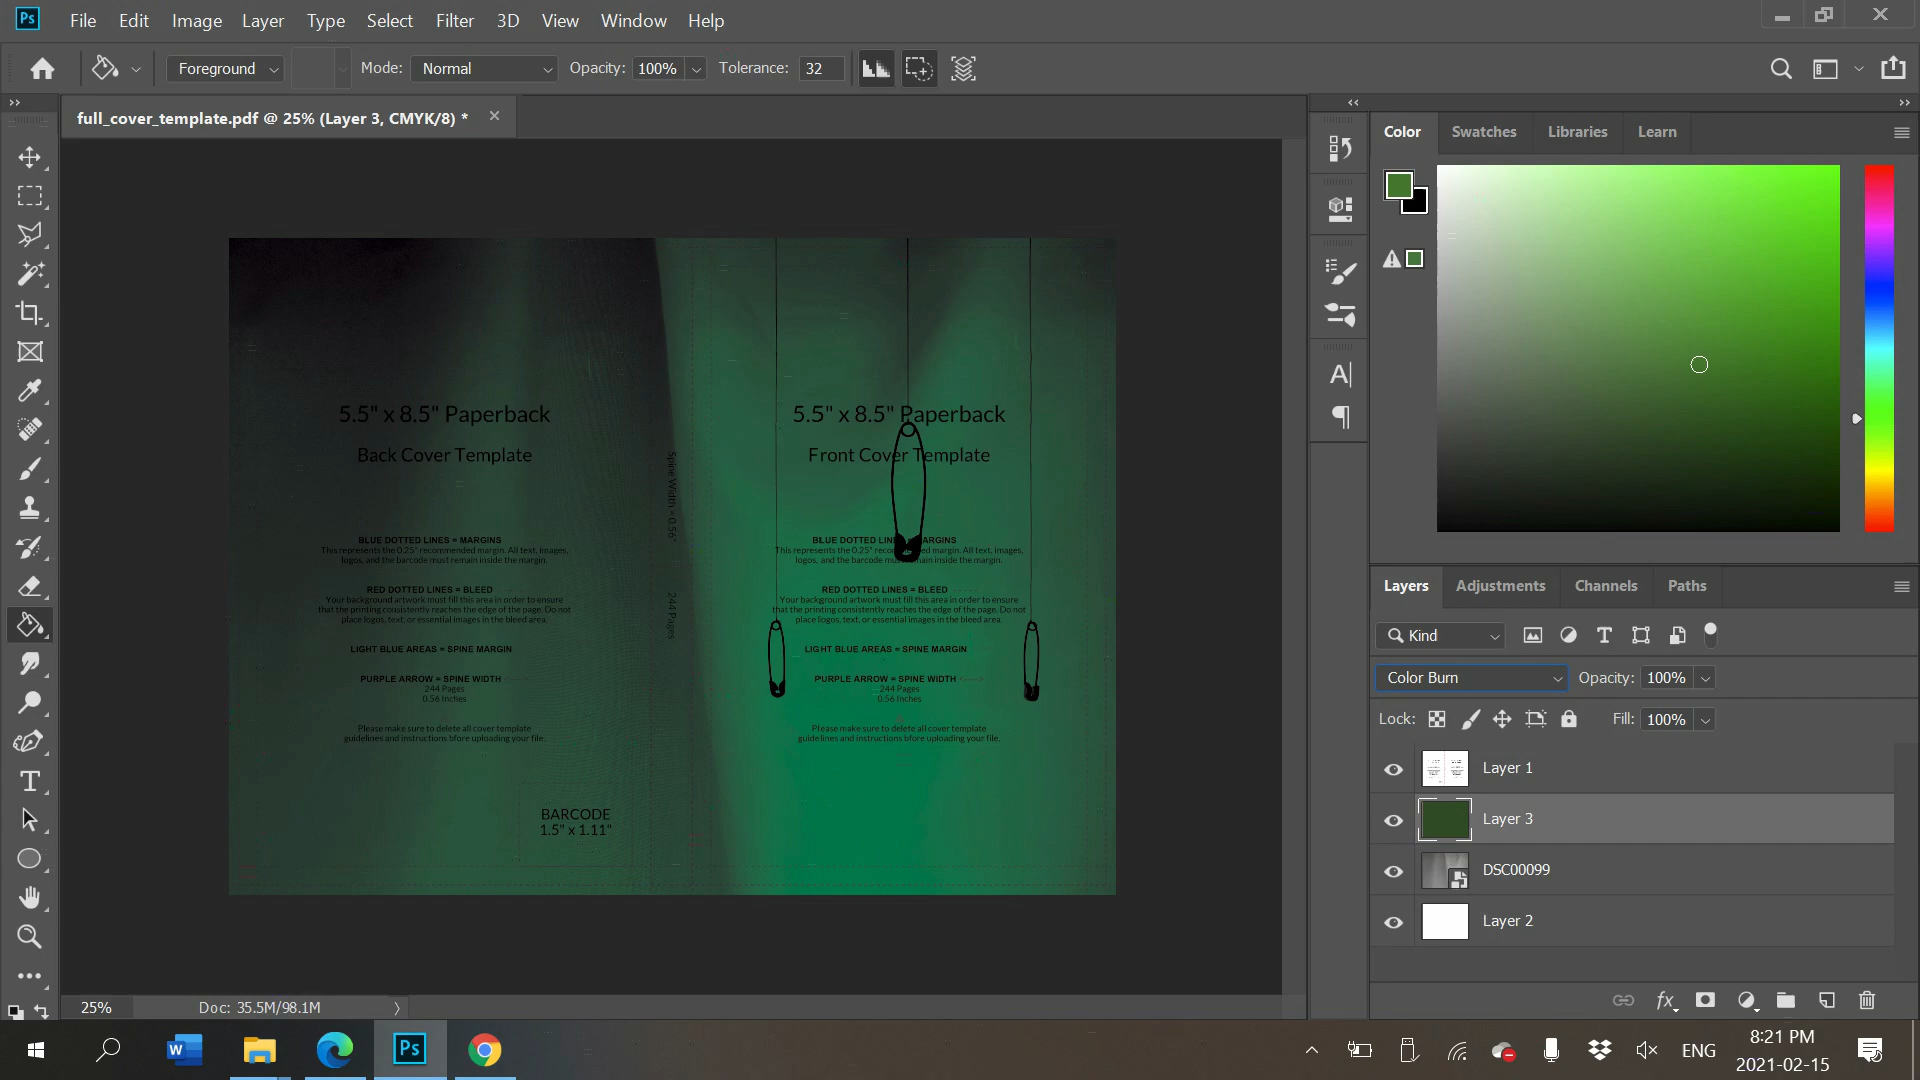 Ps File Edit Image Layer Type Select Filter 3D View Window Help
Foreground Mode: Normal Opacity: 100% Tolerance: 32
full_cover_template.pdf @ 25% (Layer 3, CMYK/8) *
Color Swatches Libraries Learn
5.5" x 8.5" Paperback
Back Cover Template
BLUE DOTTED LINES = MARGINS
This represents the 0.25" recommended margin. All text, images,
logos, and the barcode must remain inside the margin.
RED DOTTED LINES = BLEED
Your background artwork must fill this area in order to ensure
that the printing consistently reaches the edge of the page. Do not
place logos, text, or essential images in the bleed area.
LIGHT BLUE AREAS = SPINE MARGIN
PURPLE ARROW = SPINE WIDTH
244 Pages
0.56 Inches
Please make sure to delete all cover template
guidelines and instructions bfore uploading your file.
BARCODE
1.5" x 1.11"
Spine Width = 0.56"
244 Pages
5.5" x 8.5" Paperback
Front Cover Template
BLUE DOTTED LINES = MARGINS
This represents the 0.25" recommended margin. All text, images,
logos, and the barcode must remain inside the margin.
RED DOTTED LINES = BLEED
Your background artwork must fill this area in order to ensure
that the printing consistently reaches the edge of the page. Do not
place logos, text, or essential images in the bleed area.
LIGHT BLUE AREAS = SPINE MARGIN
PURPLE ARROW = SPINE WIDTH <---->
244 Pages
0.56 Inches
Please make sure to delete all cover template
guidelines and instructions bfore uploading your file.
Layers Adjustments Channels Paths
Kind
Color Burn Opacity: 100%
Lock: Fill: 100%
Layer 1
Layer 3
DSC00099
Layer 2
25% Doc: 35.5M/98.1M
ENG 8:21 PM
2021-02-15